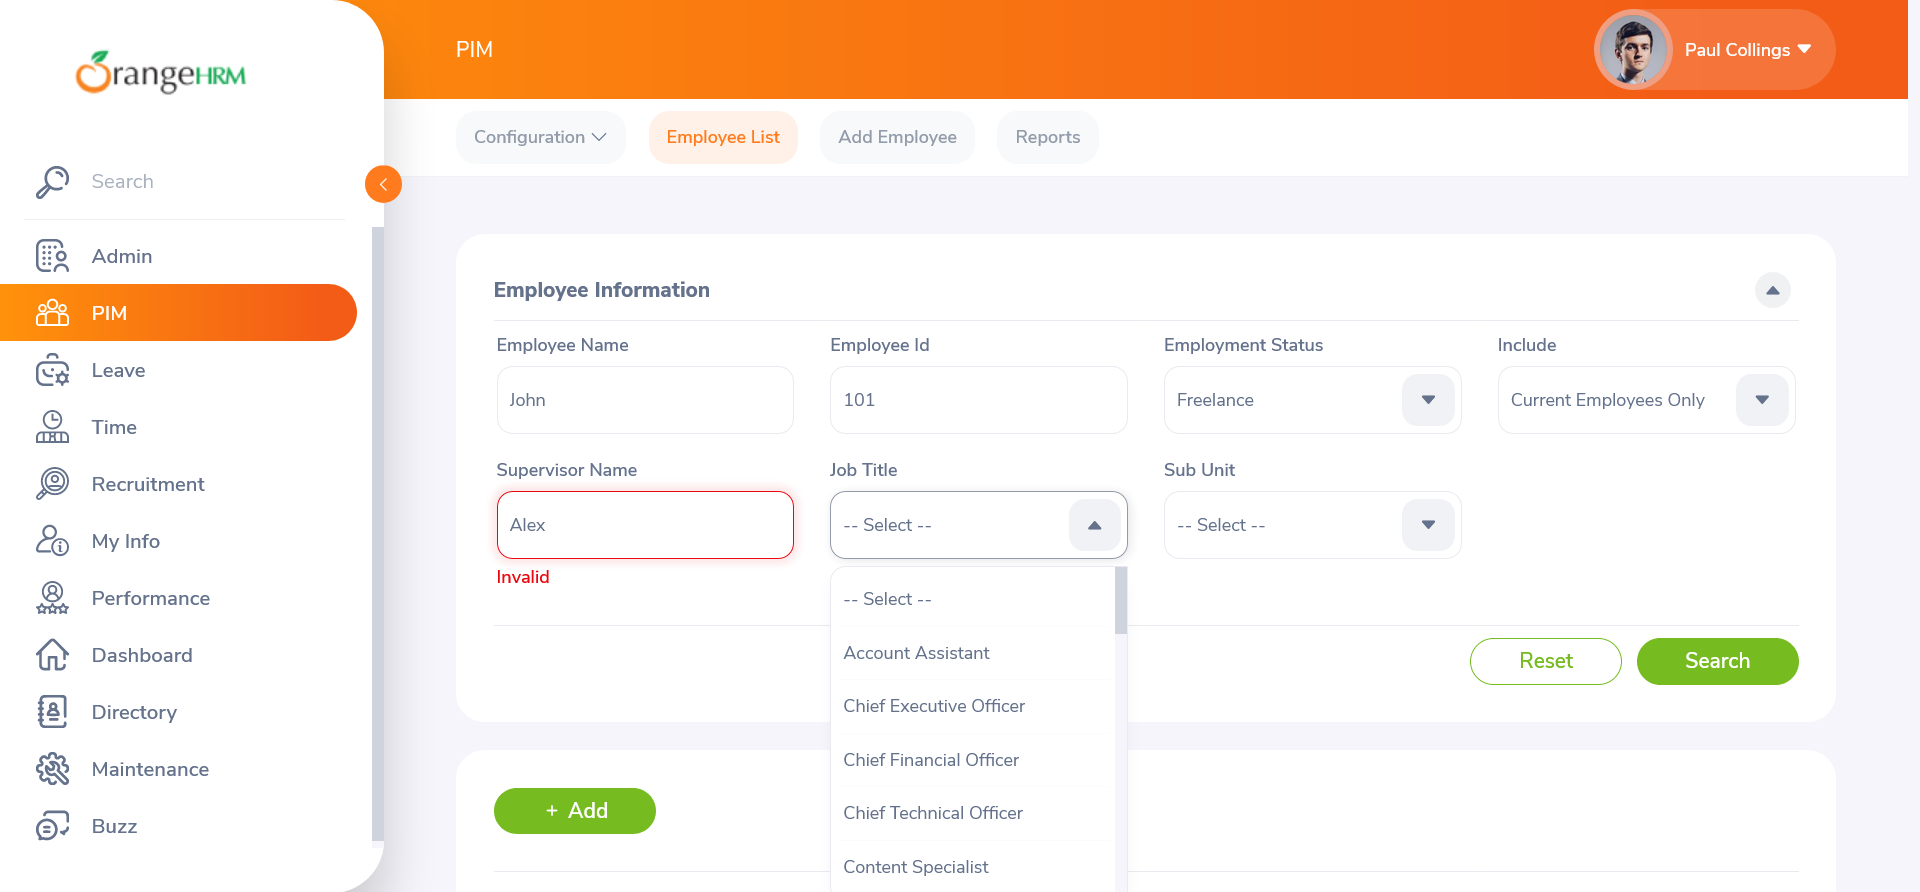 OrangeHRM
Search
Admin
PIM
Leave
Time
Recruitment
My Info
Performance
Dashboard
Directory
Maintenance
Buzz
PIM
Paul Collings
Configuration
Employee List
Add Employee
Reports
Employee Information
Employee Name
Employee Id
Employment Status
Include
John
101
Freelance
Current Employees Only
Supervisor Name
Job Title
Sub Unit
Alex
-- Select --
-- Select --
Invalid
-- Select --
Account Assistant
Chief Executive Officer
Chief Financial Officer
Chief Technical Officer
Content Specialist
Reset
Search
+ Add